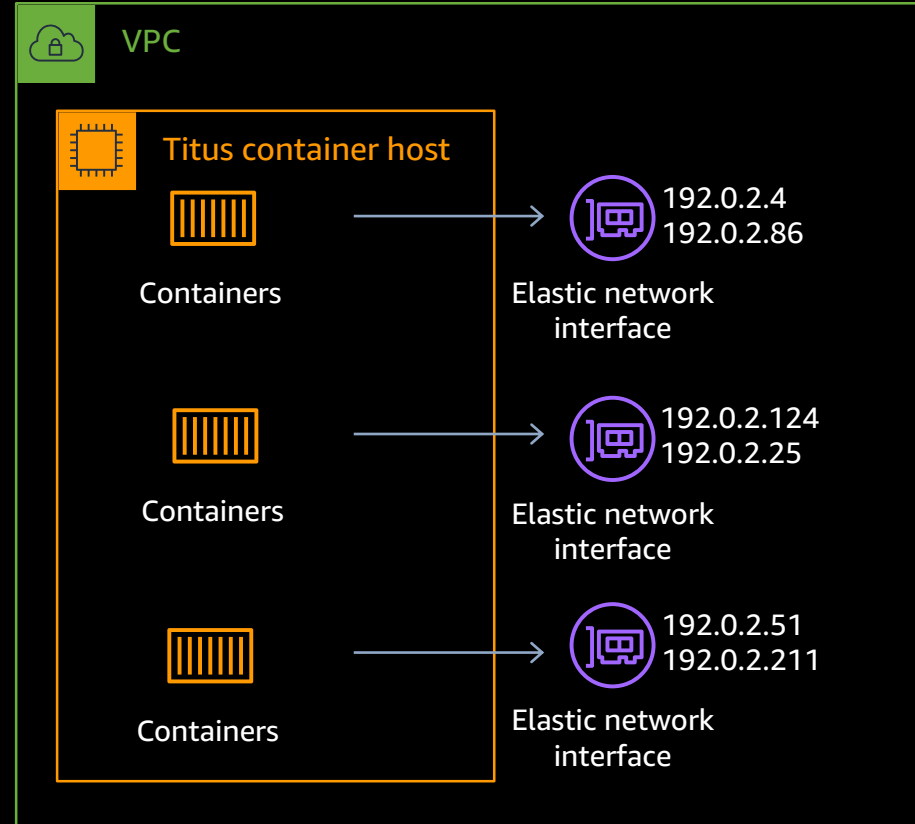 VPC
Titus container host
192.0.2.4
192.0.2.86
Containers
Elastic network
interface
192.0.2.124
192.0.2.25
Containers
Elastic network
interface
192.0.2.51
192.0.2.211
Containers
Elastic network
interface